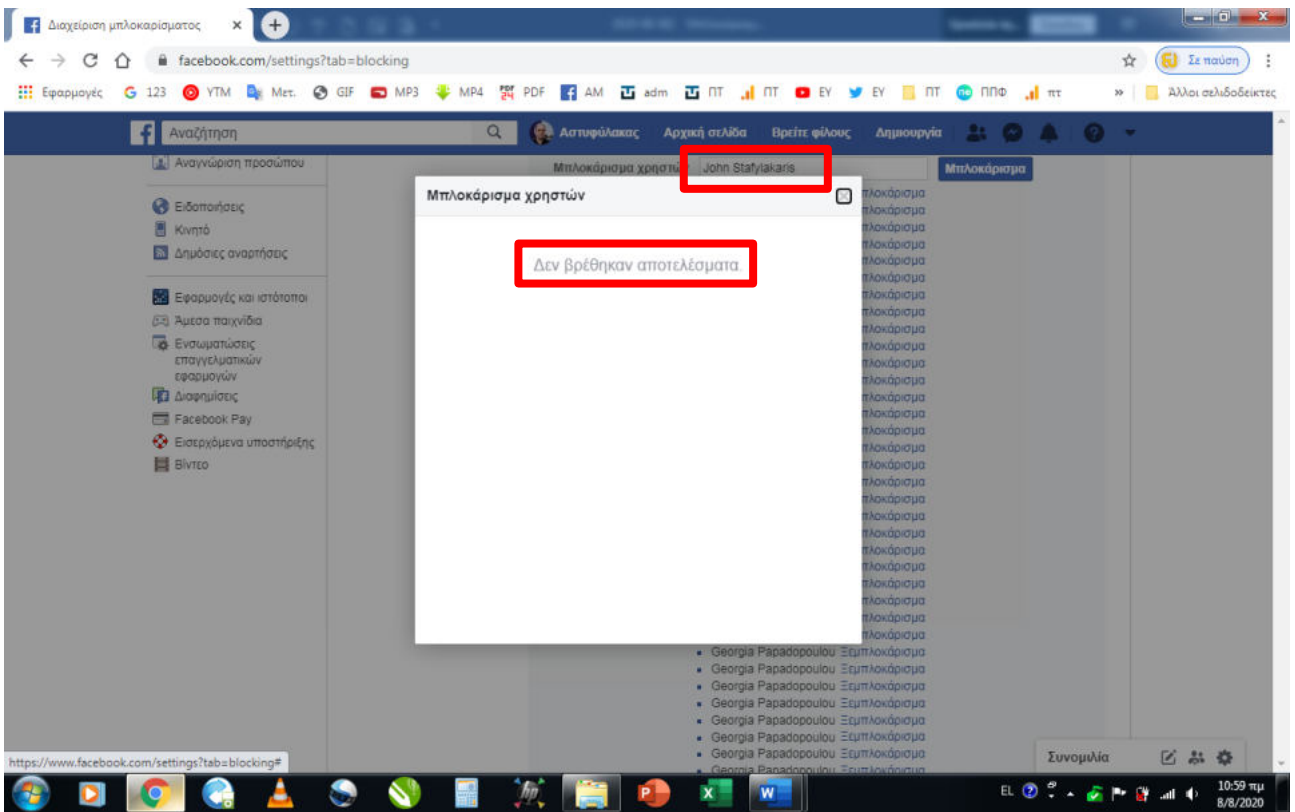 Διαχείριση μπλοκαρίσματος
facebook.com/settings?tab=blocking
Σε παύση
Εφαρμογές 123 YTM Μετ. GIF MP3 MP4 PDF AM adm ΠΤ ΠΤ ΕΥ ΕΥ ΠΤ ΠΠΦ πτ » Άλλοι σελιδοδείκτες
Αναζήτηση Αστυφύλακας Αρχική σελίδα Βρείτε φίλους Δημιουργία
Αναγνώριση προσώπου
Ειδοποιήσεις
Κινητό
Δημόσιες αναρτήσεις
Εφαρμογές και ιστότοποι
Άμεσα παιχνίδια
Ενσωματώσεις
επαγγελματικών
εφαρμογών
Διαφημίσεις
Facebook Pay
Εισερχόμενα υποστήριξης
Βίντεο
Μπλοκάρισμα χρηστών John Stafylakaris Μπλοκάρισμα
Μπλοκάρισμα χρηστών
Δεν βρέθηκαν αποτελέσματα.
Georgia Papadopoulou Ξεμπλοκάρισμα
Georgia Papadopoulou Ξεμπλοκάρισμα
Georgia Papadopoulou Ξεμπλοκάρισμα
Georgia Papadopoulou Ξεμπλοκάρισμα
Georgia Papadopoulou Ξεμπλοκάρισμα
Georgia Papadopoulou Ξεμπλοκάρισμα
Georgia Papadopoulou Ξεμπλοκάρισμα
Georgia Papadopoulou Ξεμπλοκάρισμα
Συνομιλία
https://www.facebook.com/settings?tab=blocking#
EL
10:59 πμ
8/8/2020